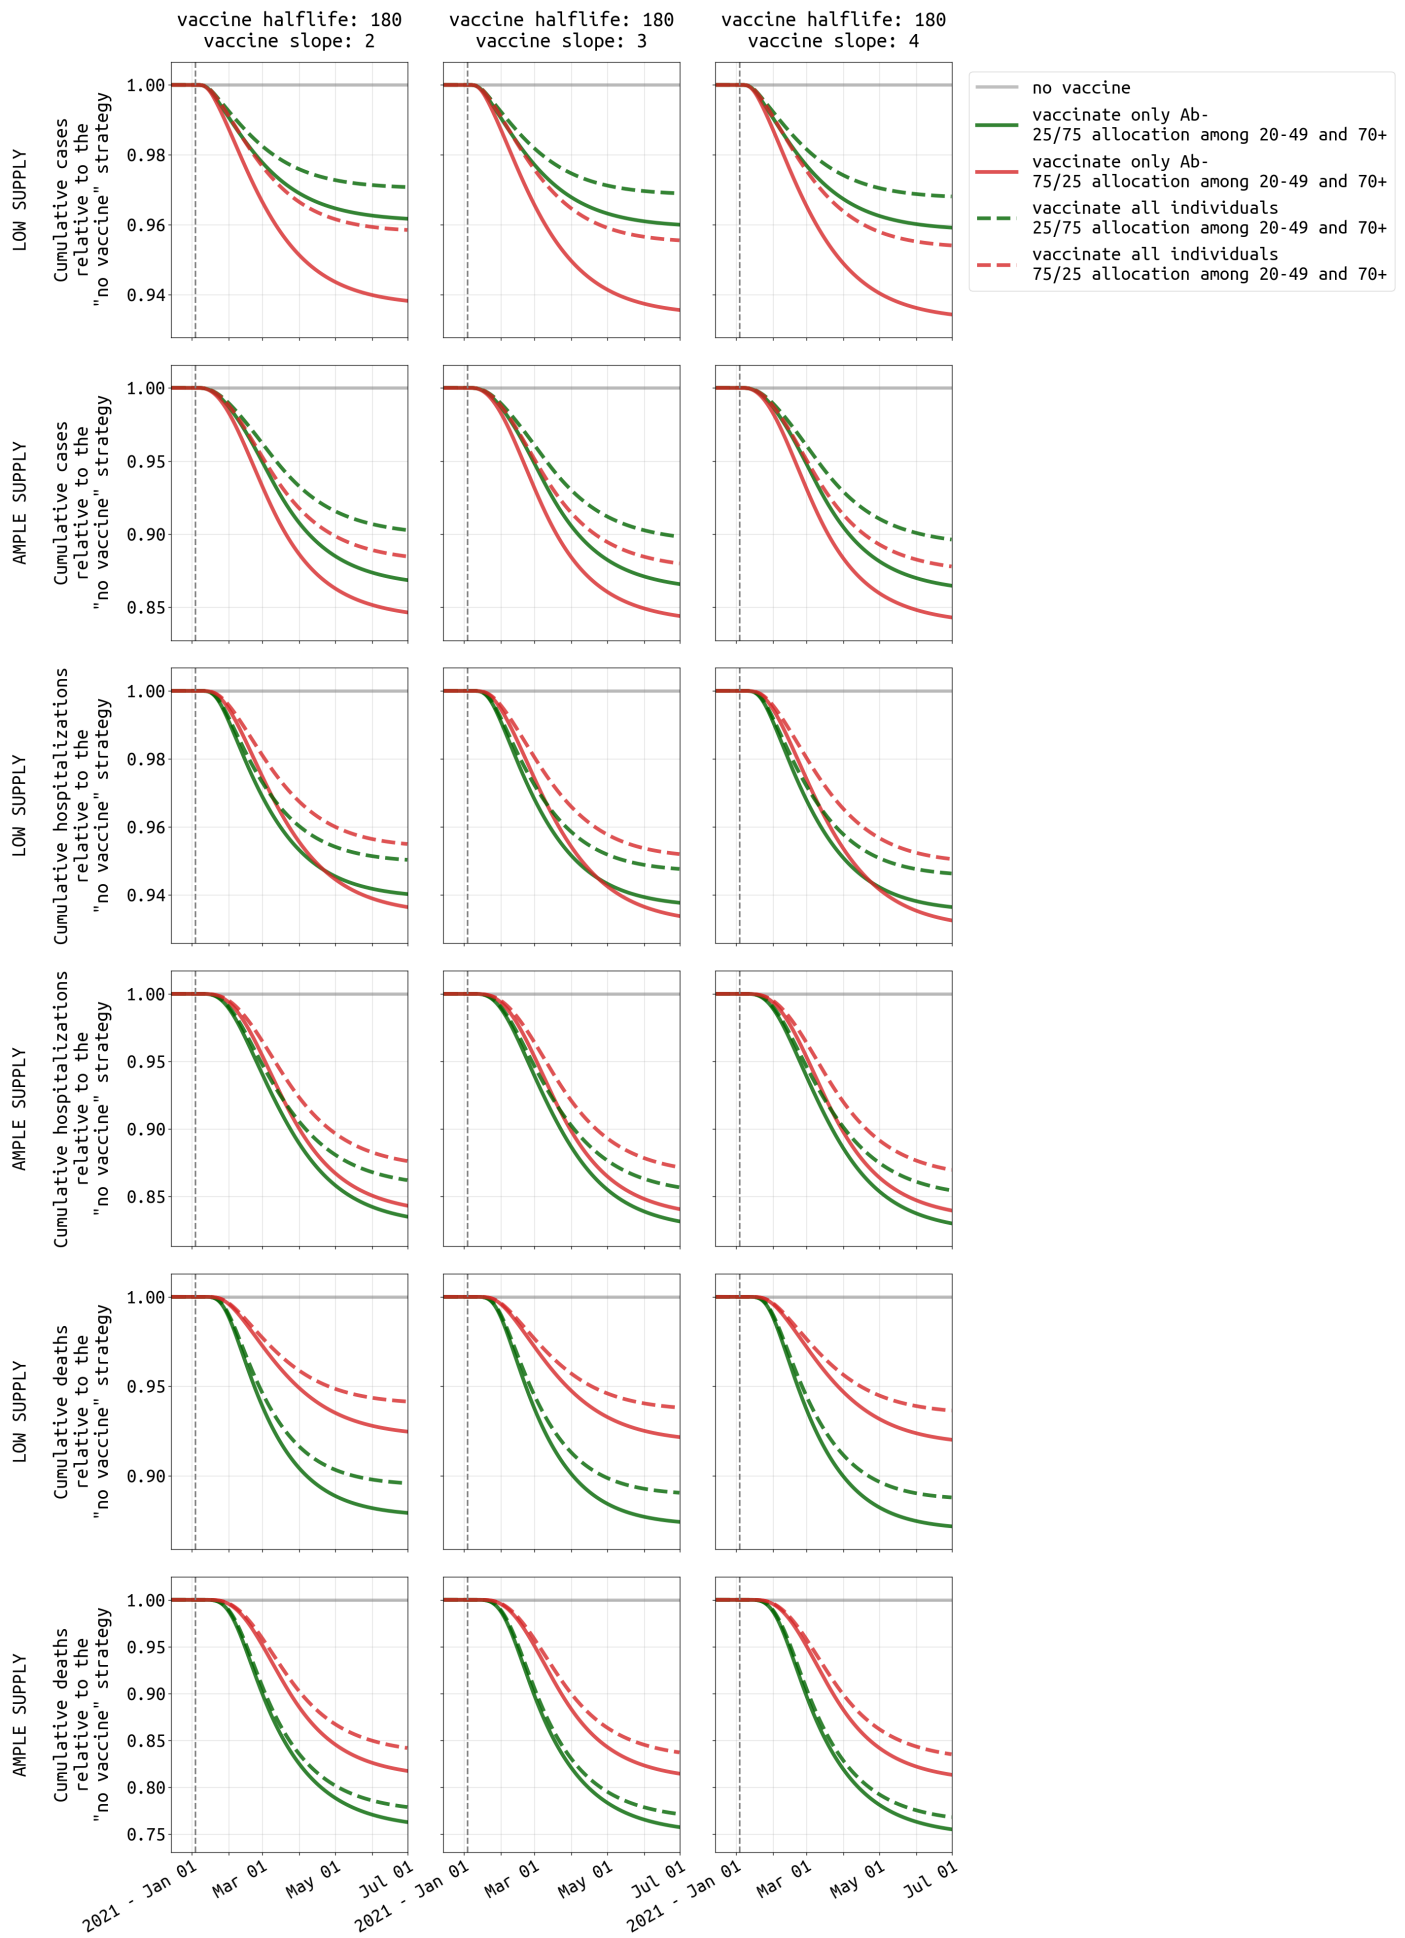 vaccine halflife: 180
vaccine slope: 2
vaccine halflife: 180
vaccine slope: 3
vaccine halflife: 180
vaccine slope: 4
no vaccine
vaccinate only Ab-
25/75 allocation among 20-49 and 70+
vaccinate only Ab-
75/25 allocation among 20-49 and 70+
vaccinate all individuals
25/75 allocation among 20-49 and 70+
vaccinate all individuals
75/25 allocation among 20-49 and 70+
LOW SUPPLY
Cumulative cases
relative to the
"no vaccine" strategy
1.00
0.98
0.96
0.94
AMPLE SUPPLY
Cumulative cases
relative to the
"no vaccine" strategy
1.00
0.95
0.90
0.85
LOW SUPPLY
Cumulative hospitalizations
relative to the
"no vaccine" strategy
1.00
0.98
0.96
0.94
AMPLE SUPPLY
Cumulative hospitalizations
relative to the
"no vaccine" strategy
1.00
0.95
0.90
0.85
LOW SUPPLY
Cumulative deaths
relative to the
"no vaccine" strategy
1.00
0.95
0.90
AMPLE SUPPLY
Cumulative deaths
relative to the
"no vaccine" strategy
1.00
0.95
0.90
0.85
0.80
0.75
2021 - Jan 01
Mar 01
May 01
Jul 01
2021 - Jan 01
Mar 01
May 01
Jul 01
2021 - Jan 01
Mar 01
May 01
Jul 01